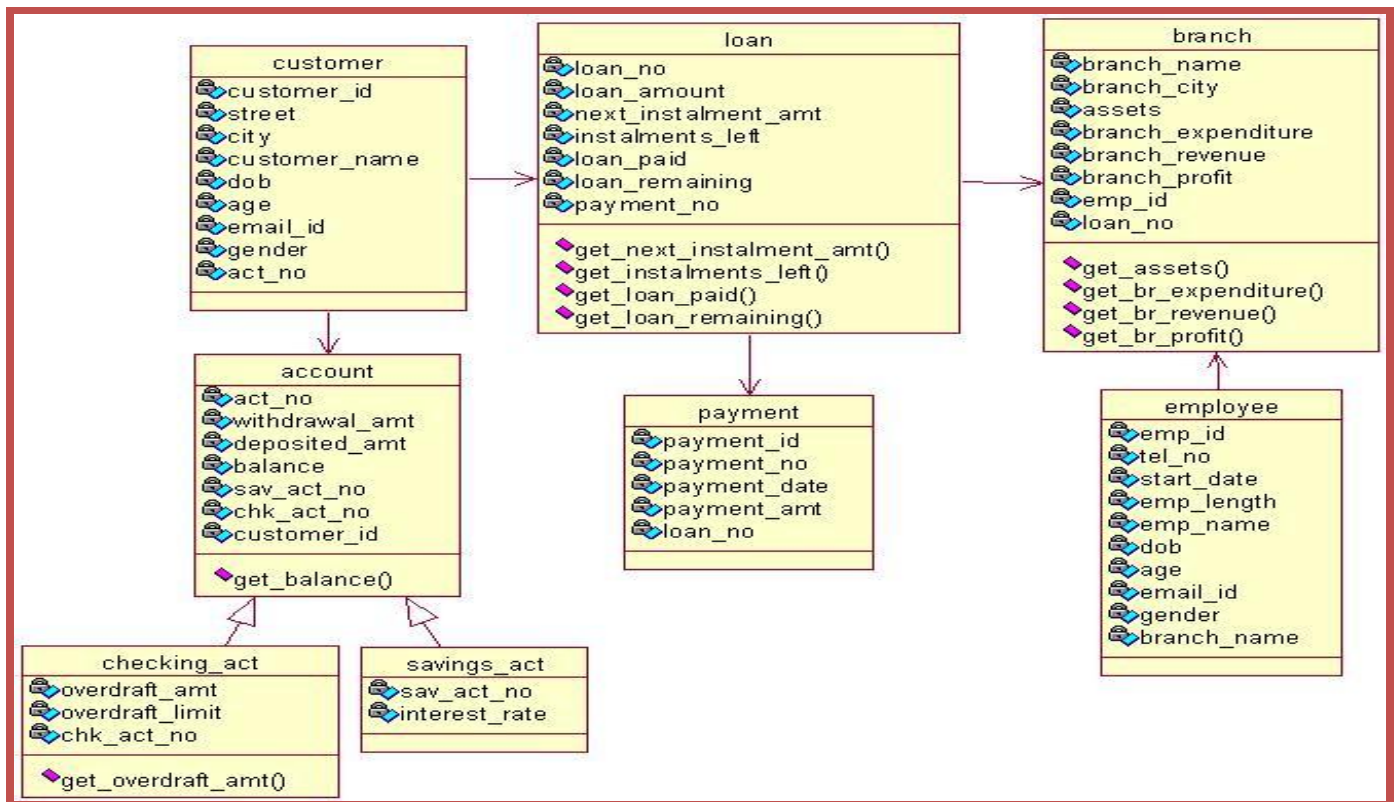 customer
customer_id
street
city
customer_name
dob
age
email_id
gender
act_no
loan
loan_no
loan_amount
next_instalment_amt
instalments_left
loan_paid
loan_remaining
payment_no
get_next_instalment_amt()
get_instalments_left()
get_loan_paid()
get_loan_remaining()
branch
branch_name
branch_city
assets
branch_expenditure
branch_revenue
branch_profit
emp_id
loan_no
get_assets()
get_br_expenditure()
get_br_revenue()
get_br_profit()
account
act_no
withdrawal_amt
deposited_amt
balance
sav_act_no
chk_act_no
customer_id
get_balance()
payment
payment_id
payment_no
payment_date
payment_amt
loan_no
employee
emp_id
tel_no
start_date
emp_length
emp_name
dob
age
email_id
gender
branch_name
checking_act
overdraft_amt
overdraft_limit
chk_act_no
get_overdraft_amt()
savings_act
sav_act_no
interest_rate